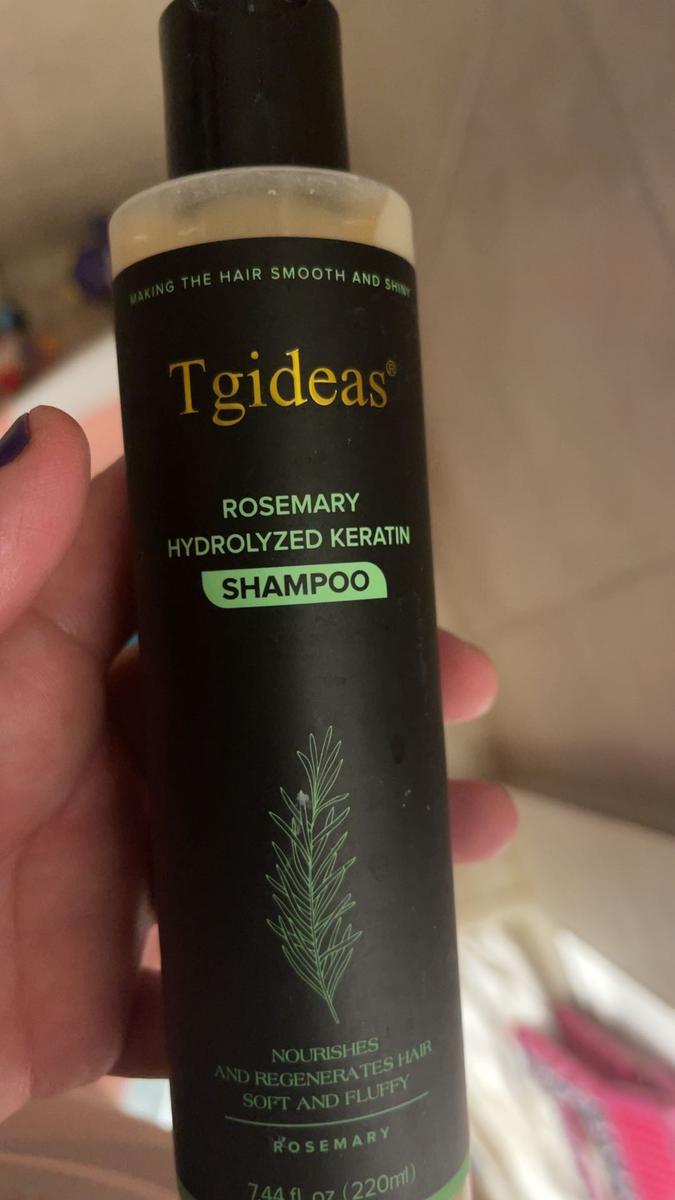 MAKING THE HAIR SMOOTH AND SHINY
Tgideas®
ROSEMARY
HYDROLYZED KERATIN
SHAMPOO
NOURISHES
AND REGENERATES HAIR
SOFT AND FLUFFY
ROSEMARY
7.44 fl. oz (220ml)